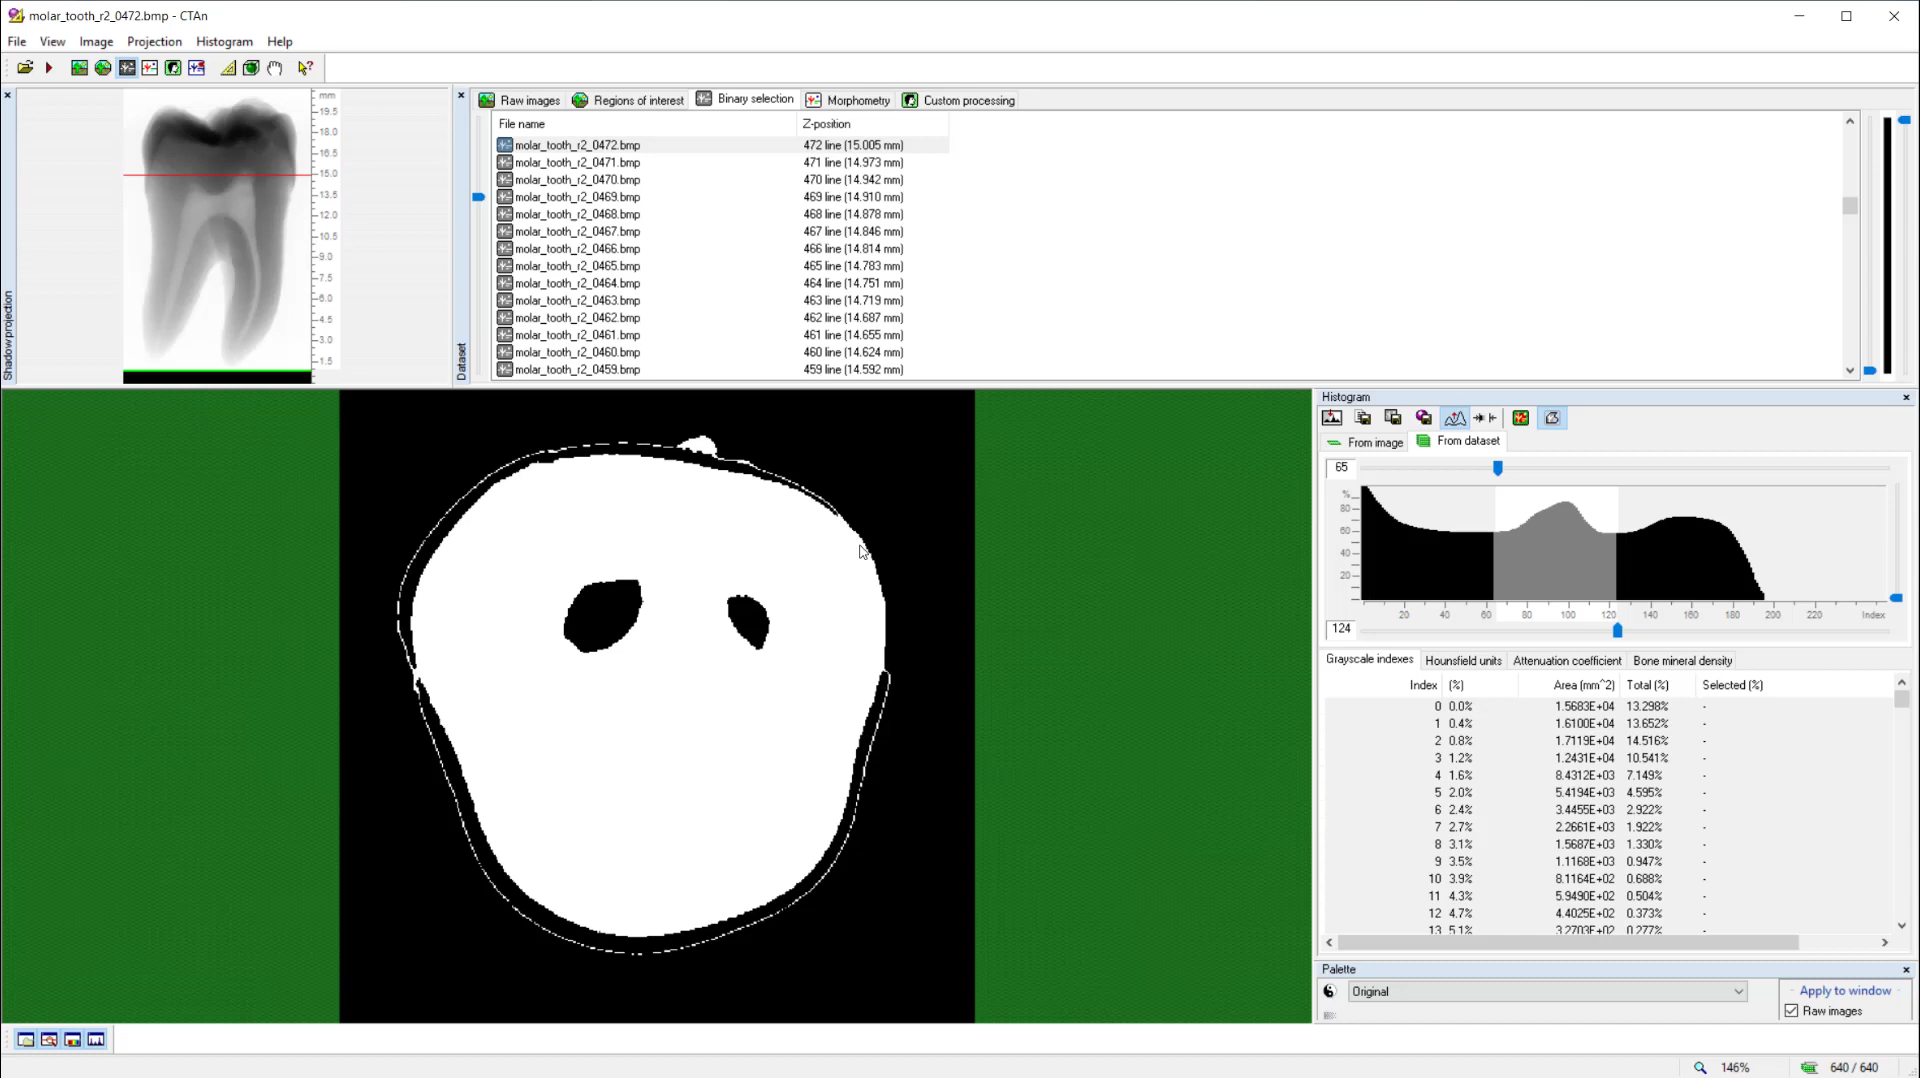 molar_tooth_r2_0472.bmp - CTAn
File View Image Projection Histogram Help
Shadow projection
mm
19.5
18.0
16.5
15.0
13.5
12.0
10.5
9.0
7.5
6.0
4.5
3.0
1.5
Dataset
Raw images Regions of interest Binary selection Morphometry Custom processing
File name Z-position
molar_tooth_r2_0472.bmp 472 line (15.005 mm)
molar_tooth_r2_0471.bmp 471 line (14.973 mm)
molar_tooth_r2_0470.bmp 470 line (14.942 mm)
molar_tooth_r2_0469.bmp 469 line (14.910 mm)
molar_tooth_r2_0468.bmp 468 line (14.878 mm)
molar_tooth_r2_0467.bmp 467 line (14.846 mm)
molar_tooth_r2_0466.bmp 466 line (14.814 mm)
molar_tooth_r2_0465.bmp 465 line (14.783 mm)
molar_tooth_r2_0464.bmp 464 line (14.751 mm)
molar_tooth_r2_0463.bmp 463 line (14.719 mm)
molar_tooth_r2_0462.bmp 462 line (14.687 mm)
molar_tooth_r2_0461.bmp 461 line (14.655 mm)
molar_tooth_r2_0460.bmp 460 line (14.624 mm)
molar_tooth_r2_0459.bmp 459 line (14.592 mm)
Histogram
From image From dataset
65
%
80
60
40
20
20 40 60 80 100 120 140 160 180 200 220 Index
124
Grayscale indexes Hounsfield units Attenuation coefficient Bone mineral density
Index (%) Area (mm^2) Total (%) Selected (%)
0 0.0% 1.5683E+04 13.298% -
1 0.4% 1.6100E+04 13.652% -
2 0.8% 1.7119E+04 14.516% -
3 1.2% 1.2431E+04 10.541% -
4 1.6% 8.4312E+03 7.149% -
5 2.0% 5.4194E+03 4.595% -
6 2.4% 3.4455E+03 2.922% -
7 2.7% 2.2661E+03 1.922% -
8 3.1% 1.5687E+03 1.330% -
9 3.5% 1.1168E+03 0.947% -
10 3.9% 8.1164E+02 0.688% -
11 4.3% 5.9490E+02 0.504% -
12 4.7% 4.4025E+02 0.373% -
13 5.1% 3.2703E+02 0.277% -
Palette
Original
Apply to window
Raw images
146% 640 / 640